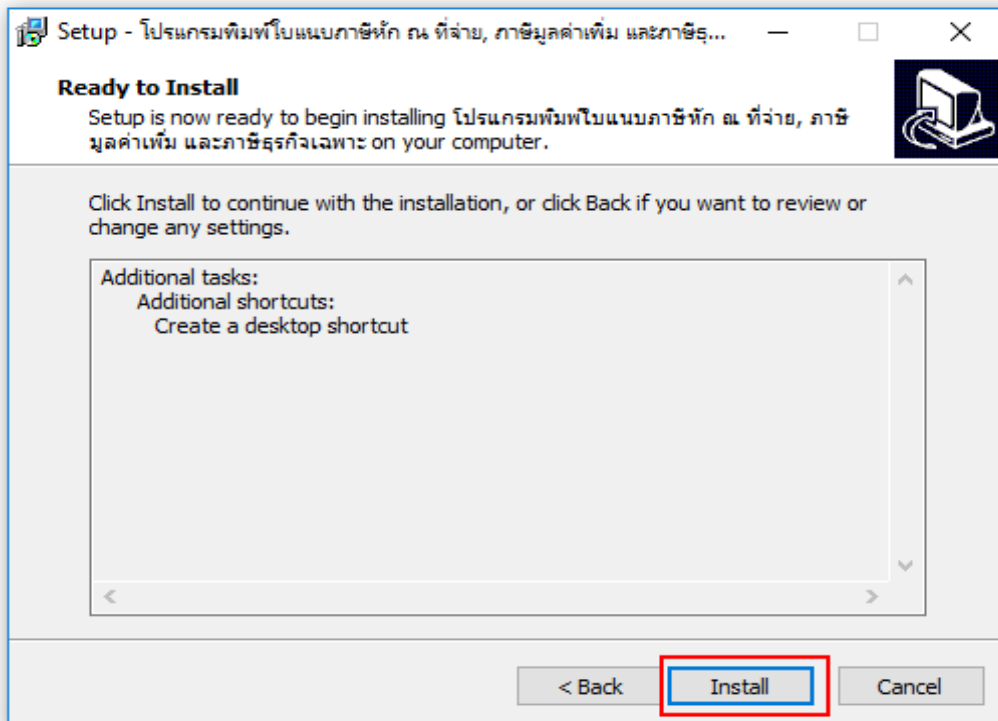 Setup - โปรแกรมพิมพ์ใบแนบภาษีหัก ณ ที่จ่าย, ภาษีมูลค่าเพิ่ม และภาษีธุ...
Ready to Install
Setup is now ready to begin installing โปรแกรมพิมพ์ใบแนบภาษีหัก ณ ที่จ่าย, ภาษี
มูลค่าเพิ่ม และภาษีธุรกิจเฉพาะ on your computer.
Click Install to continue with the installation, or click Back if you want to review or
change any settings.
Additional tasks:
Additional shortcuts:
Create a desktop shortcut
< Back
Install
Cancel